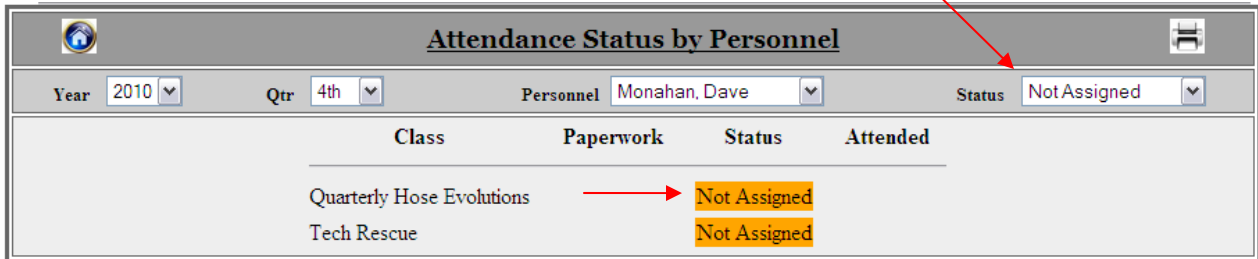 Attendance Status by Personnel
Year 2010 Qtr 4th Personnel Monahan, Dave Status Not Assigned
Class Paperwork Status Attended
Quarterly Hose Evolutions Not Assigned
Tech Rescue Not Assigned